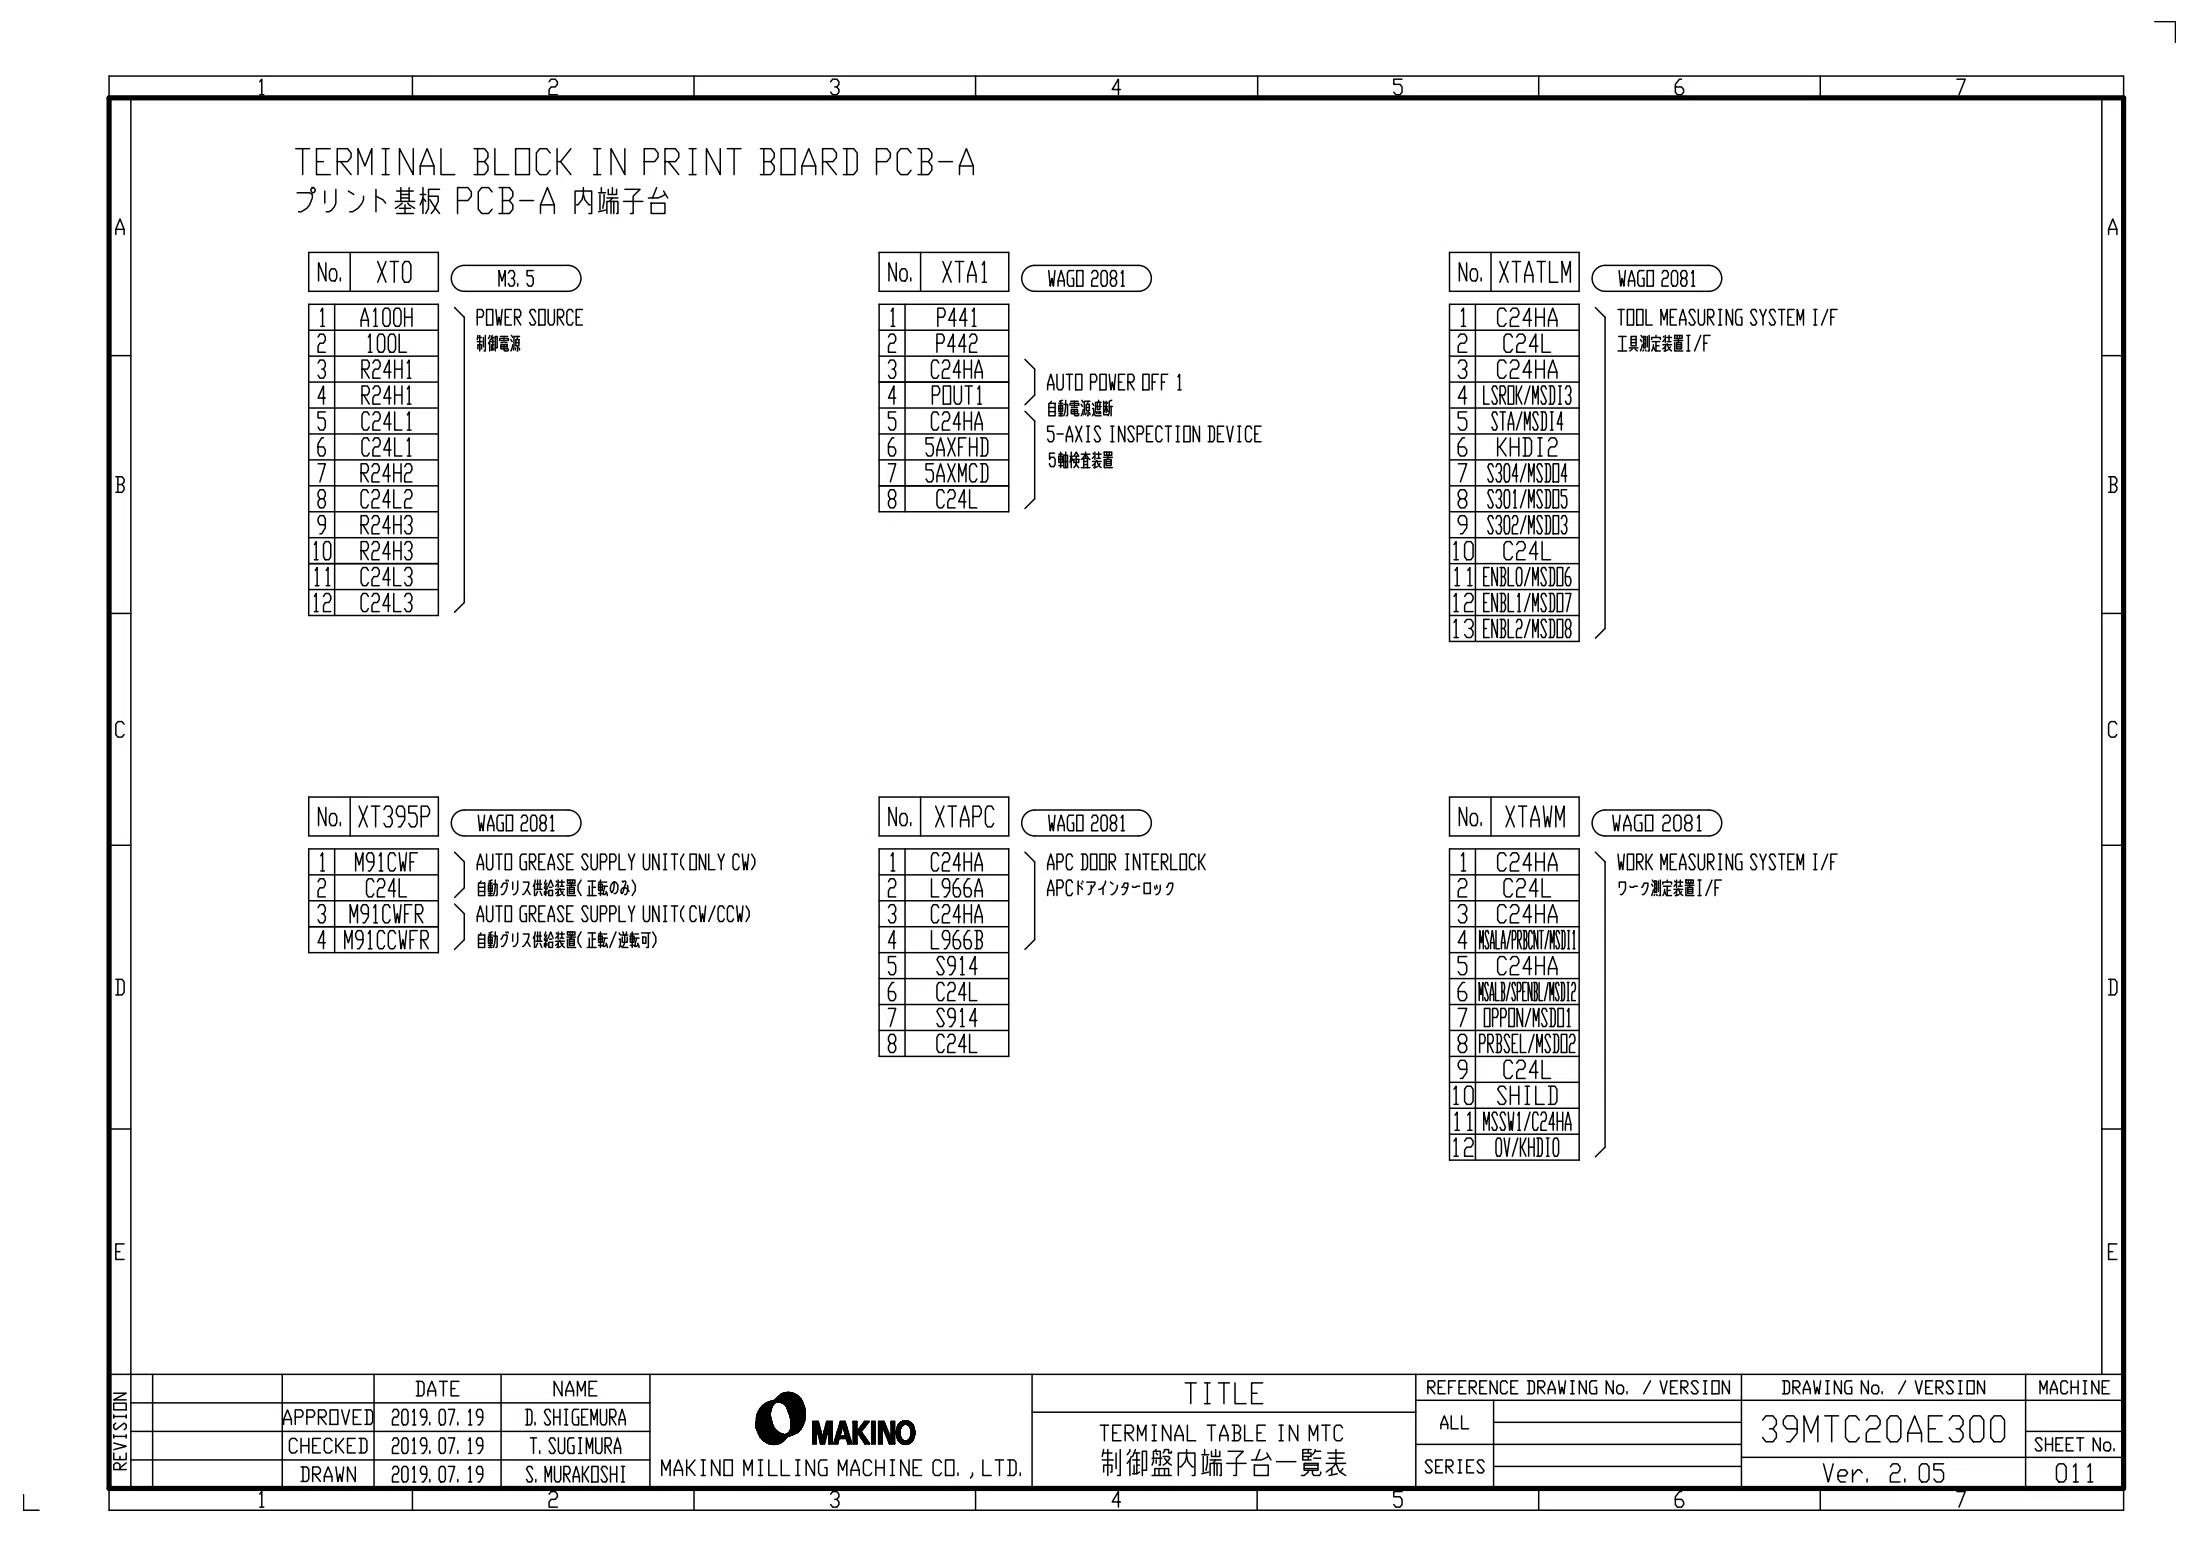 1 2 3 4 5 6 7
TERMINAL BLOCK IN PRINT BOARD PCB-A
プリント基板 PCB-A 内端子台
A A
B B
C C
D D
E E
No. XT0 M3.5
1 A100H POWER SOURCE
2 100L 制御電源
3 R24H1
4 R24H1
5 C24L1
6 C24L1
7 R24H2
8 C24L2
9 R24H3
10 R24H3
11 C24L3
12 C24L3
No. XTA1 WAGO 2081
1 P441
2 P442
3 C24HA
4 POUT1
AUTO POWER OFF 1
自動電源遮断
5 C24HA
6 5AXFHD
7 5AXMCD
8 C24L
5-AXIS INSPECTION DEVICE
5軸検査装置
No. XTATLM WAGO 2081
1 C24HA TOOL MEASURING SYSTEM I/F
2 C24L 工具測定装置I/F
3 C24HA
4 LSROK/MSDI3
5 STA/MSDI4
6 KHDI2
7 S304/MSDO4
8 S301/MSDO5
9 S302/MSDO3
10 C24L
11 ENBL0/MSDO6
12 ENBL1/MSDO7
13 ENBL2/MSDO8
No. XT395P WAGO 2081
1 M91CWF AUTO GREASE SUPPLY UNIT(ONLY CW)
2 C24L 自動グリス供給装置(正転のみ)
3 M91CWFR AUTO GREASE SUPPLY UNIT(CW/CCW)
4 M91CCWFR 自動グリス供給装置(正転/逆転可)
No. XTAPC WAGO 2081
1 C24HA APC DOOR INTERLOCK
2 L966A APCドアインターロック
3 C24HA
4 L966B
5 S914
6 C24L
7 S914
8 C24L
No. XTAWM WAGO 2081
1 C24HA WORK MEASURING SYSTEM I/F
2 C24L ワーク測定装置I/F
3 C24HA
4 MSALA/PRBCNT/MSDI1
5 C24HA
6 MSALB/SPENBL/MSDI2
7 OPPON/MSDO1
8 PRBSEL/MSDO2
9 C24L
10 SHILD
11 MSSW1/C24HA
12 0V/KHDI0
REVISION
DATE NAME
APPROVED 2019.07.19 D. SHIGEMURA
CHECKED 2019.07.19 T. SUGIMURA
DRAWN 2019.07.19 S. MURAKOSHI
MAKINO
MAKINO MILLING MACHINE CO., LTD.
TITLE
TERMINAL TABLE IN MTC
制御盤内端子台一覧表
REFERENCE DRAWING No. / VERSION
ALL
SERIES
DRAWING No. / VERSION
39MTC20AE300
Ver. 2.05
MACHINE
SHEET No.
011
1 2 3 4 5 6 7